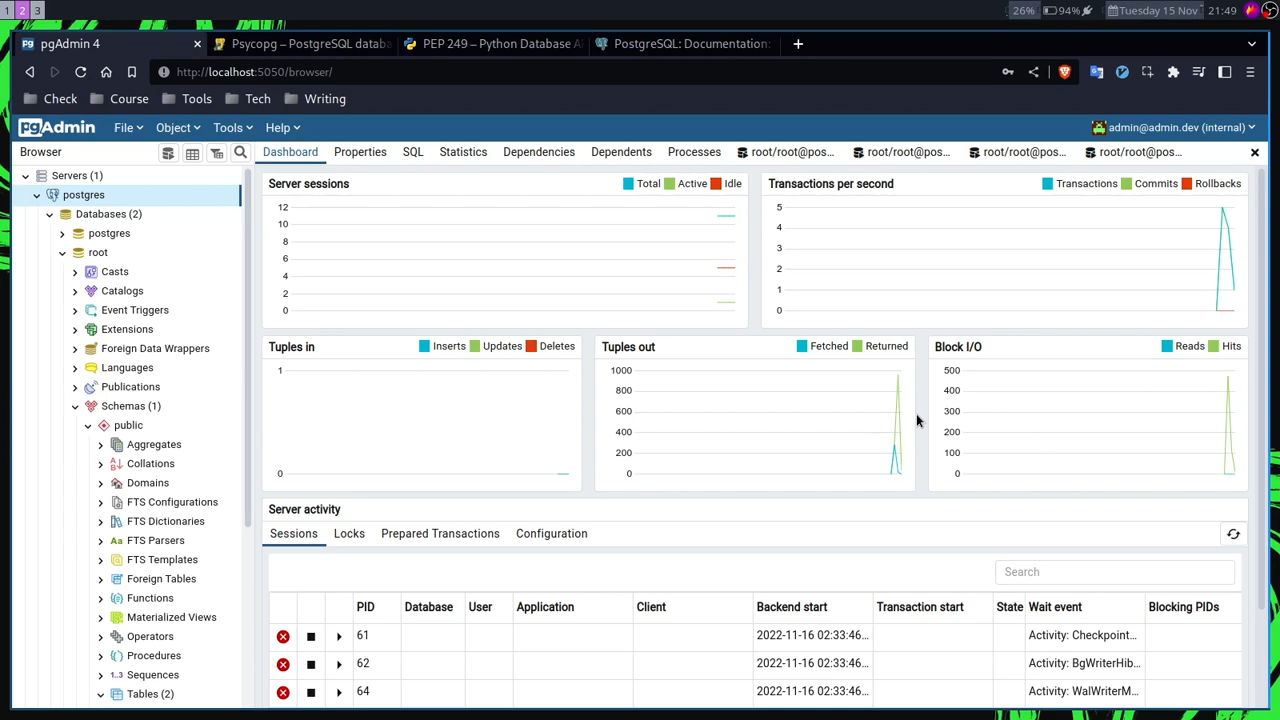 1 2 3 26% 94% Tuesday 15 Nov 21:49
pgAdmin 4 Psycopg – PostgreSQL databa PEP 249 – Python Database A PostgreSQL: Documentation:
http://localhost:5050/browser/
Check Course Tools Tech Writing
pgAdmin File Object Tools Help admin@admin.dev (internal)
Browser Dashboard Properties SQL Statistics Dependencies Dependents Processes root/root@pos... root/root@pos... root/root@pos... root/root@pos...
Servers (1)
postgres
Databases (2)
postgres
root
Casts
Catalogs
Event Triggers
Extensions
Foreign Data Wrappers
Languages
Publications
Schemas (1)
public
Aggregates
Collations
Domains
FTS Configurations
FTS Dictionaries
Aa FTS Parsers
FTS Templates
Foreign Tables
Functions
Materialized Views
Operators
Procedures
1..3 Sequences
Tables (2)
Server sessions Total Active Idle
12
10
8
6
4
2
0
Transactions per second Transactions Commits Rollbacks
5
4
3
2
1
0
Tuples in Inserts Updates Deletes
1
0
Tuples out Fetched Returned
1000
800
600
400
200
0
Block I/O Reads Hits
500
400
300
200
100
0
Server activity
Sessions Locks Prepared Transactions Configuration
Search
PID Database User Application Client Backend start Transaction start State Wait event Blocking PIDs
61 2022-11-16 02:33:46... Activity: Checkpoint...
62 2022-11-16 02:33:46... Activity: BgWriterHib...
64 2022-11-16 02:33:46... Activity: WalWriterM...